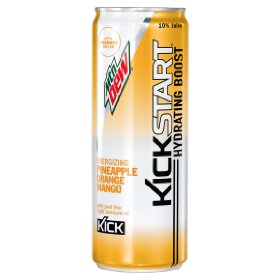 10% Juice
WITH
COCONUT
WATER
mtn
dew
KICKSTART
HYDRATING BOOST
ENERGIZING
PINEAPPLE
ORANGE
MANGO
with just the
right amount of
KICK